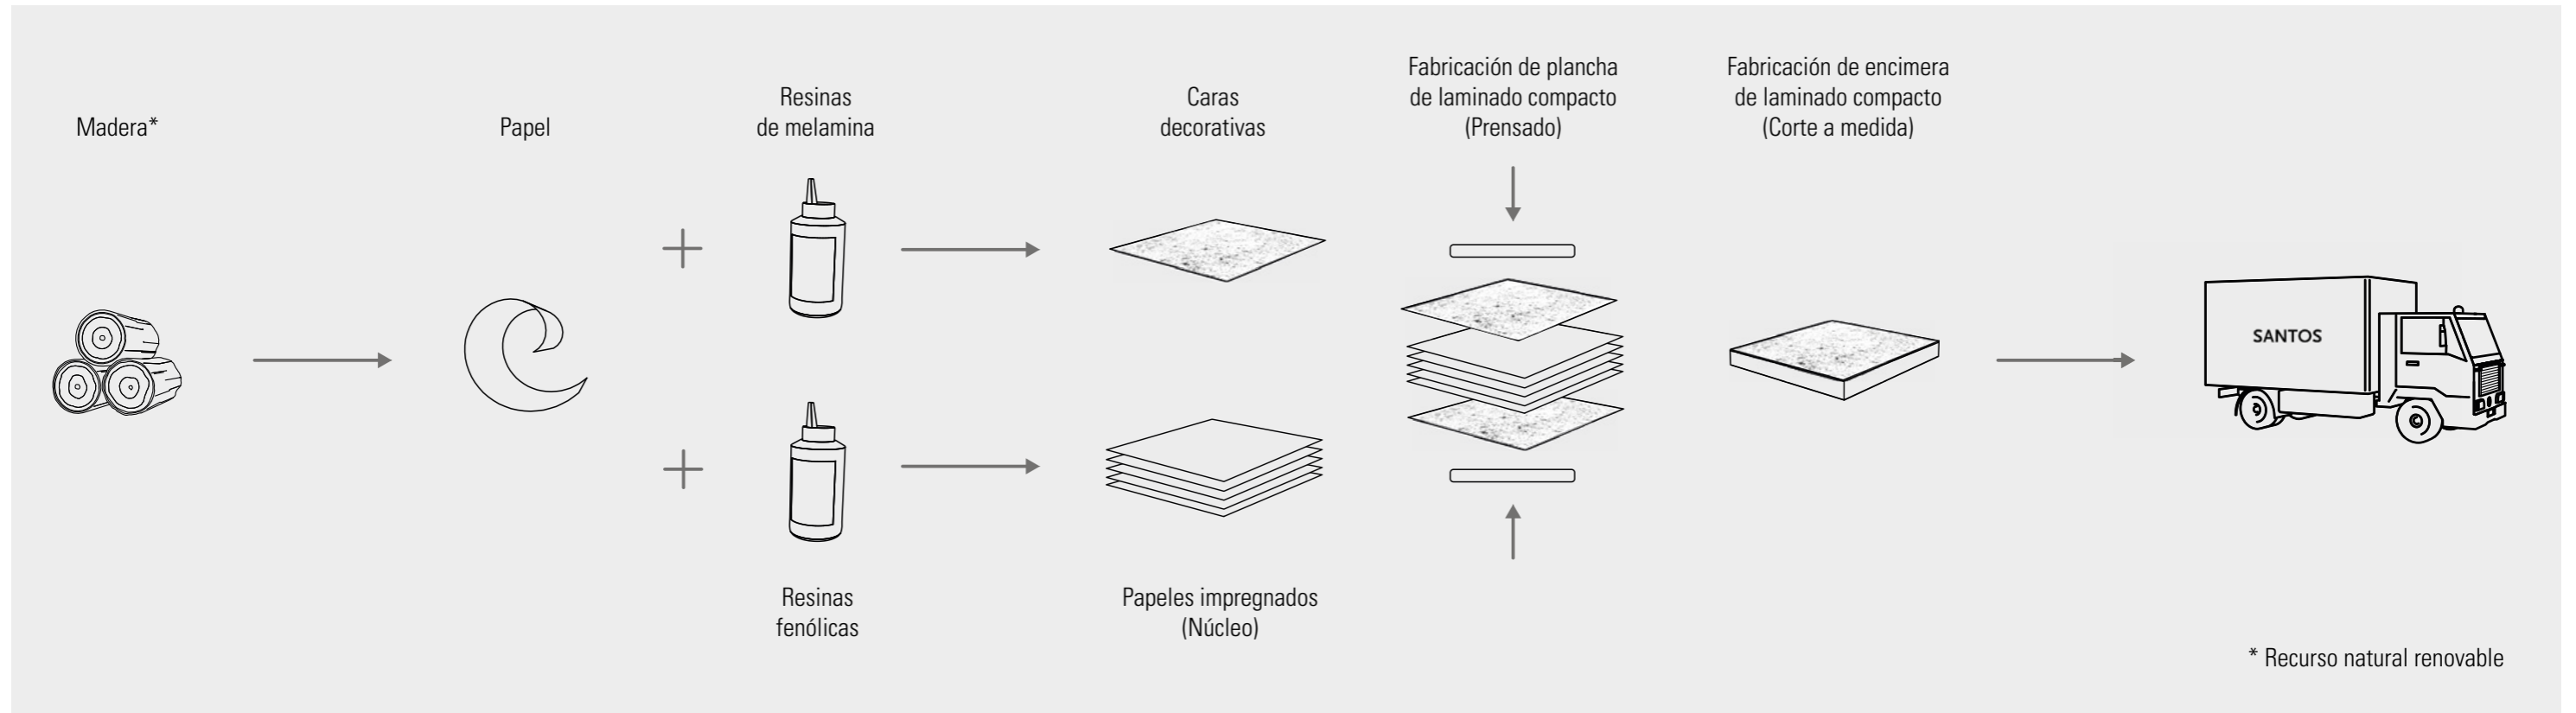 Madera*
Papel
Resinas
de melamina
Caras
decorativas
Fabricación de plancha
de laminado compacto
(Prensado)
Fabricación de encimera
de laminado compacto
(Corte a medida)
SANTOS
Resinas
fenólicas
Papeles impregnados
(Núcleo)
* Recurso natural renovable